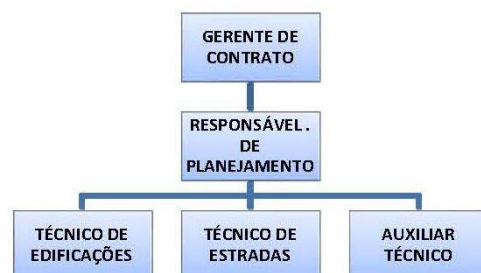 GERENTE DE
CONTRATO
RESPONSÁVEL .
DE
PLANEJAMENTO
TÉCNICO DE
EDIFICAÇÕES
TÉCNICO DE
ESTRADAS
AUXILIAR
TÉCNICO